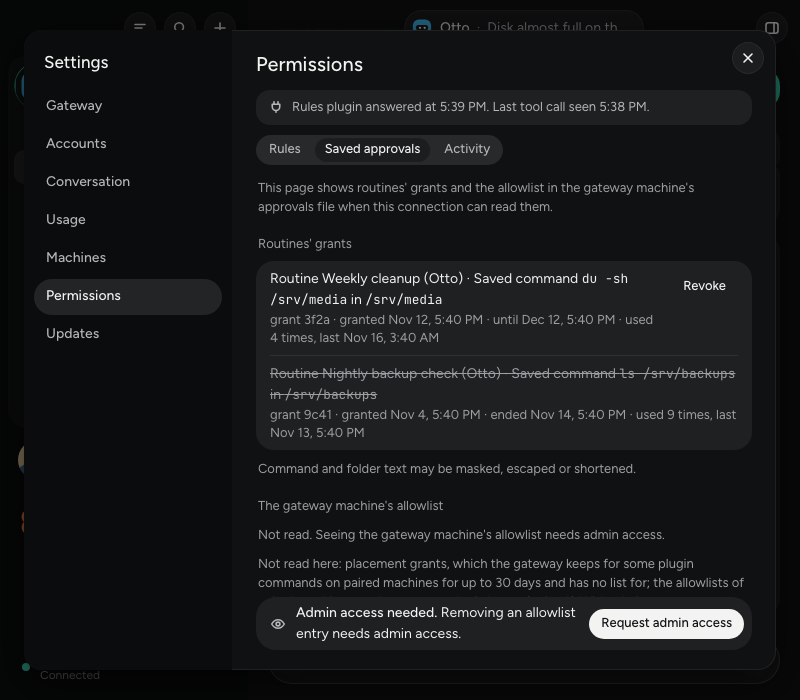 Otto · Disk almost full on th
Settings
Gateway
Accounts
Conversation
Usage
Machines
Permissions
Updates
Connected
Permissions
Rules plugin answered at 5:39 PM. Last tool call seen 5:38 PM.
Rules Saved approvals Activity
This page shows routines' grants and the allowlist in the gateway machine's
approvals file when this connection can read them.
Routines' grants
Routine Weekly cleanup (Otto) · Saved command du -sh
/srv/media in /srv/media
Revoke
grant 3f2a · granted Nov 12, 5:40 PM · until Dec 12, 5:40 PM · used
4 times, last Nov 16, 3:40 AM
Routine Nightly backup check (Otto) · Saved command ls /srv/backups
in /srv/backups
grant 9c41 · granted Nov 4, 5:40 PM · ended Nov 14, 5:40 PM · used 9 times, last
Nov 13, 5:40 PM
Command and folder text may be masked, escaped or shortened.
The gateway machine's allowlist
Not read. Seeing the gateway machine's allowlist needs admin access.
Not read here: placement grants, which the gateway keeps for some plugin
commands on paired machines for up to 30 days and has no list for; the allowlists of
Admin access needed. Removing an allowlist
entry needs admin access.
Request admin access